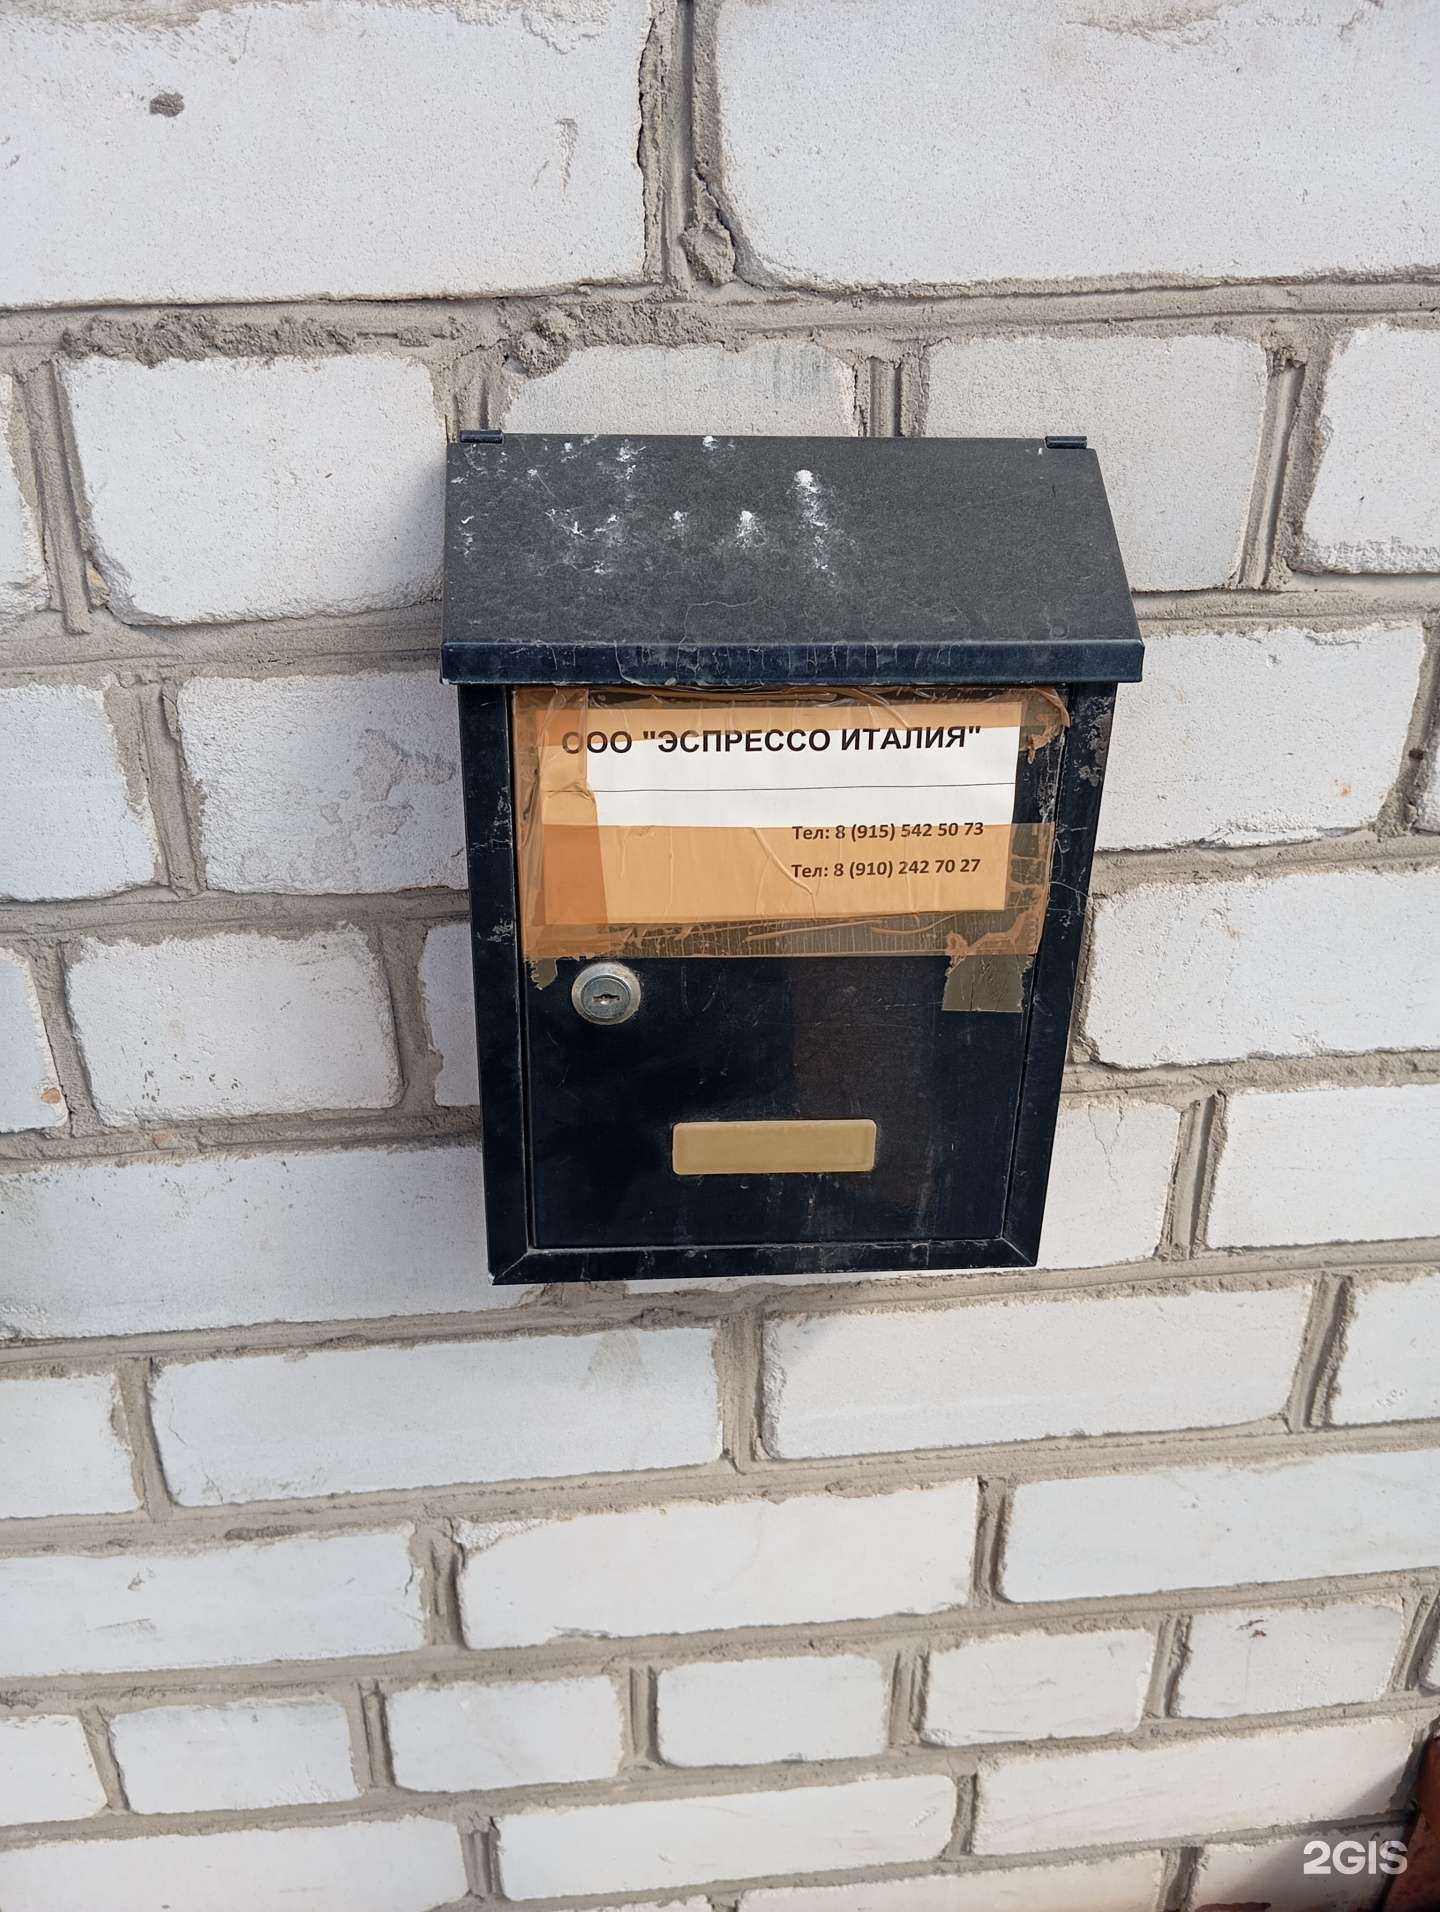 ООО "ЭСПРЕССО ИТАЛИЯ"
Тел: 8 (915) 542 50 73
Тел: 8 (910) 242 70 27
2GIS